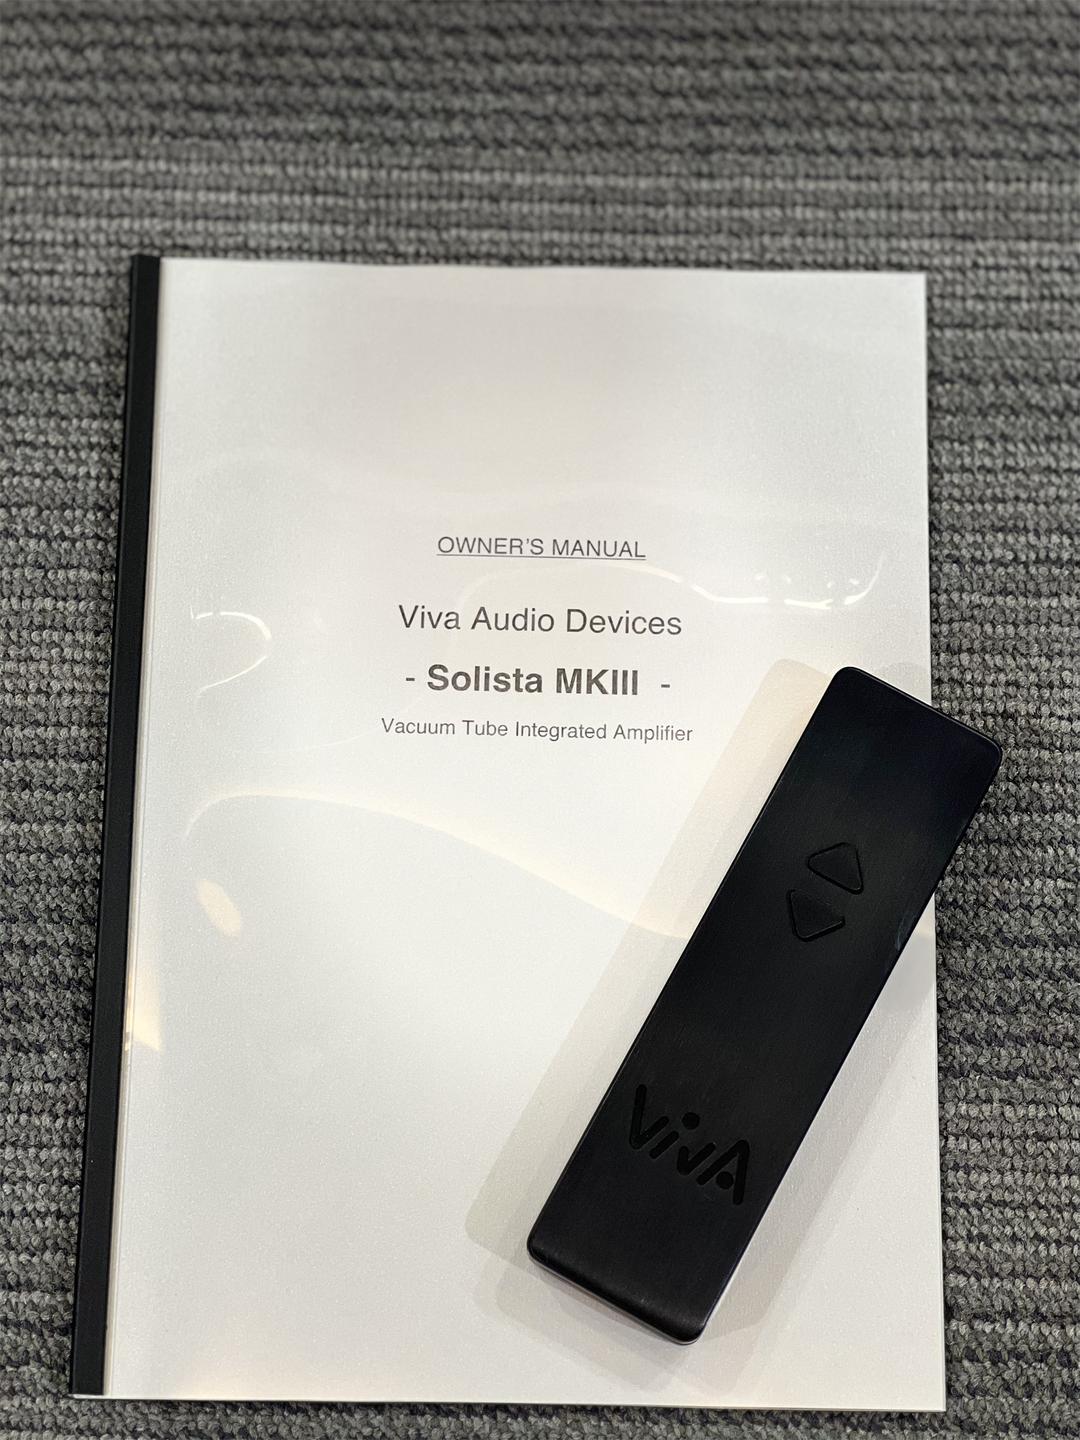 OWNER'S MANUAL
Viva Audio Devices
- Solista MKIII -
Vacuum Tube Integrated Amplifier
VivA